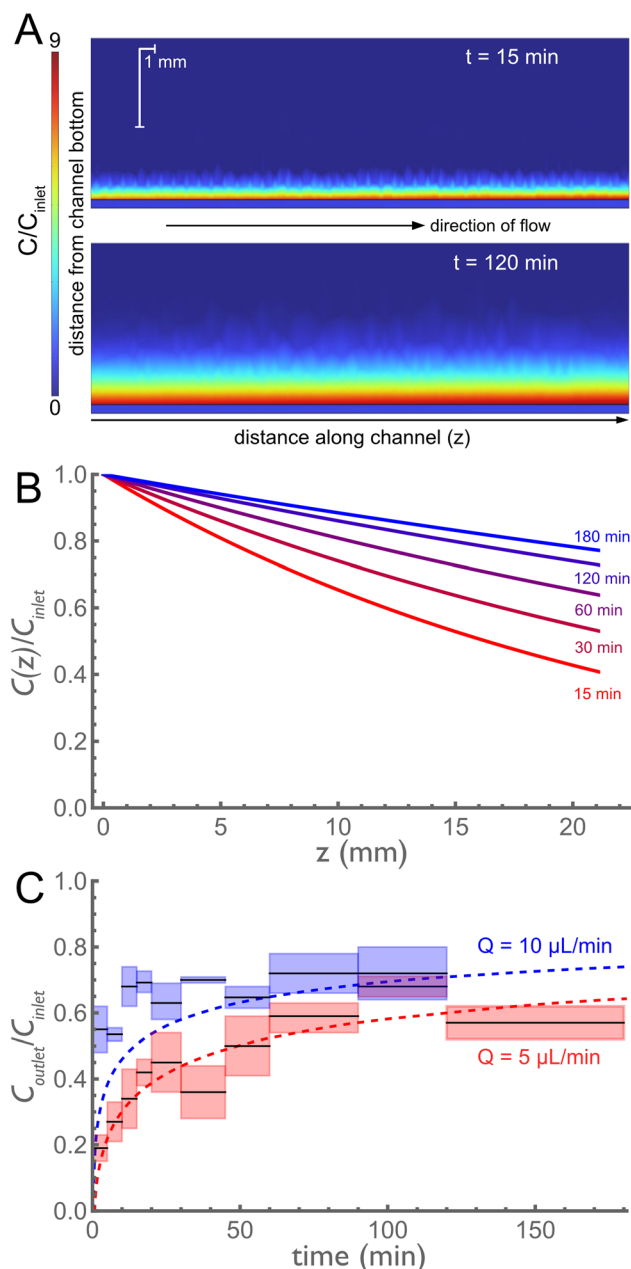 A
9
0
C/C_inlet
distance from channel bottom
1 mm
t = 15 min
direction of flow
t = 120 min
distance along channel (z)
B
1.0
0.8
0.6
0.4
0.2
0.0
C(z)/C_inlet
180 min
120 min
60 min
30 min
15 min
0 5 10 15 20
z (mm)
C
1.0
0.8
0.6
0.4
0.2
0.0
C_outlet/C_inlet
Q = 10 µL/min
Q = 5 µL/min
0 50 100 150
time (min)